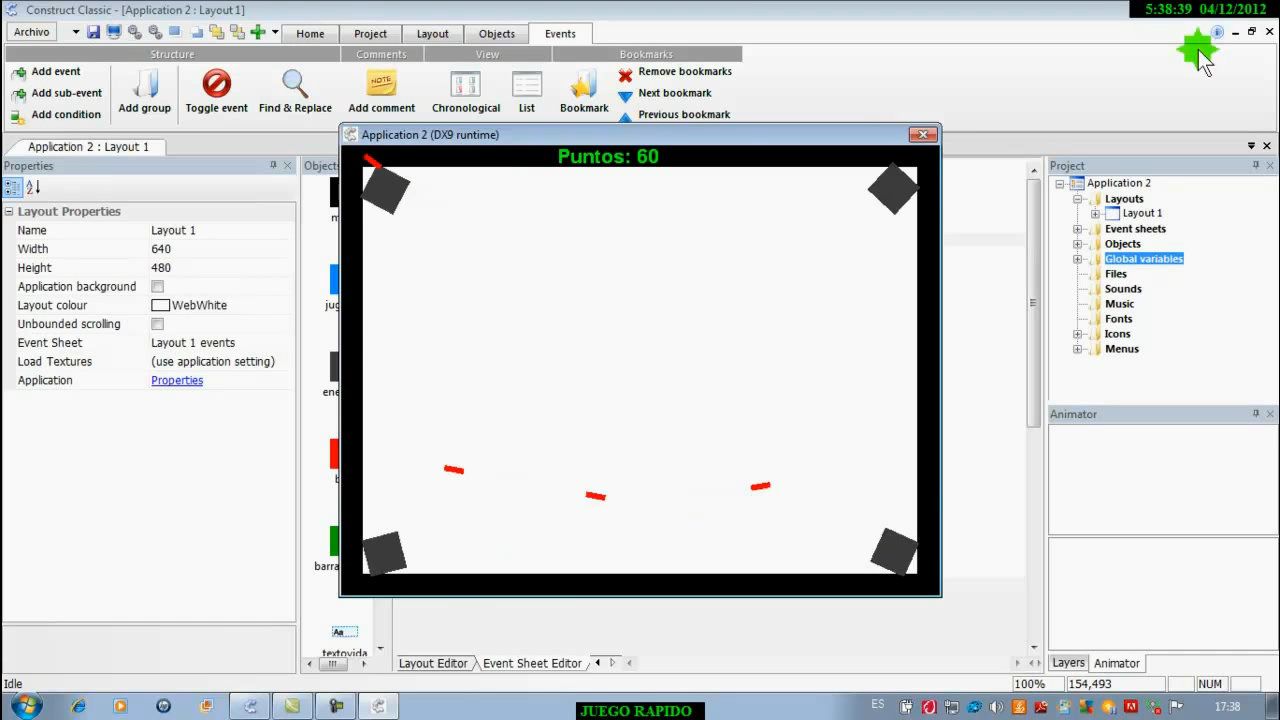 Construct Classic - [Application 2 : Layout 1]
5:38:39 04/12/2012
Archivo
Home
Project
Layout
Objects
Events
Structure
Comments
View
Bookmarks
Add event
Add sub-event
Add condition
Add group
Toggle event
Find & Replace
NOTE
Add comment
Chronological
List
Bookmark
Remove bookmarks
Next bookmark
Previous bookmark
Application 2 : Layout 1
Properties
Layout Properties
Name Layout 1
Width 640
Height 480
Application background
Layout colour WebWhite
Unbounded scrolling
Event Sheet Layout 1 events
Load Textures (use application setting)
Application Properties
Objects
jug
ene
b
barra
Aa
textovida
Application 2 (DX9 runtime)
Puntos: 60
Project
Application 2
Layouts
Layout 1
Event sheets
Objects
Global variables
Files
Sounds
Music
Fonts
Icons
Menus
Animator
Layout Editor
Event Sheet Editor
Layers
Animator
Idle
100%
154,493
NUM
ES
17:38
JUEGO RAPIDO